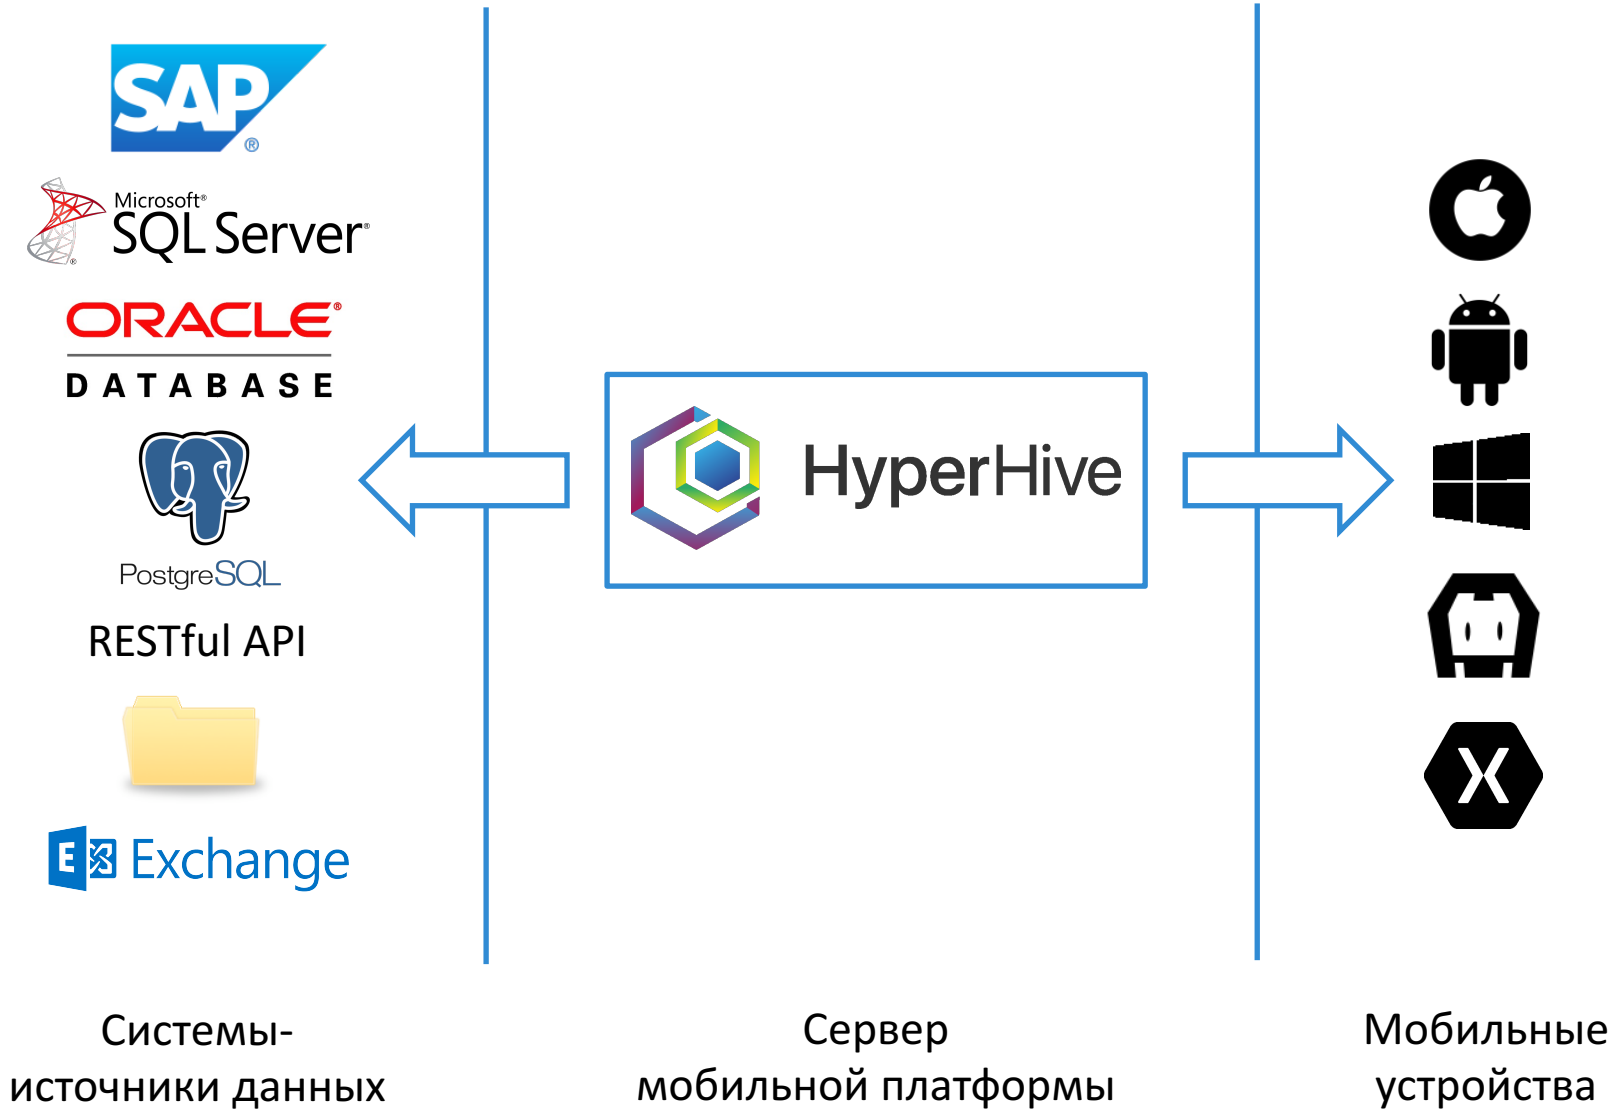 SAP®
Microsoft®
SQL Server®
®
ORACLE®
DATABASE
PostgreSQL
RESTful API
E Exchange
HyperHive
X
Системы-
источники данных
Сервер
мобильной платформы
Мобильные
устройства